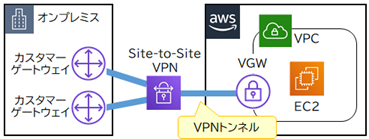 オンプレミス
カスタマー
ゲートウェイ
カスタマー
ゲートウェイ
Site-to-Site
VPN
aws
VPC
VGW
EC2
VPNトンネル